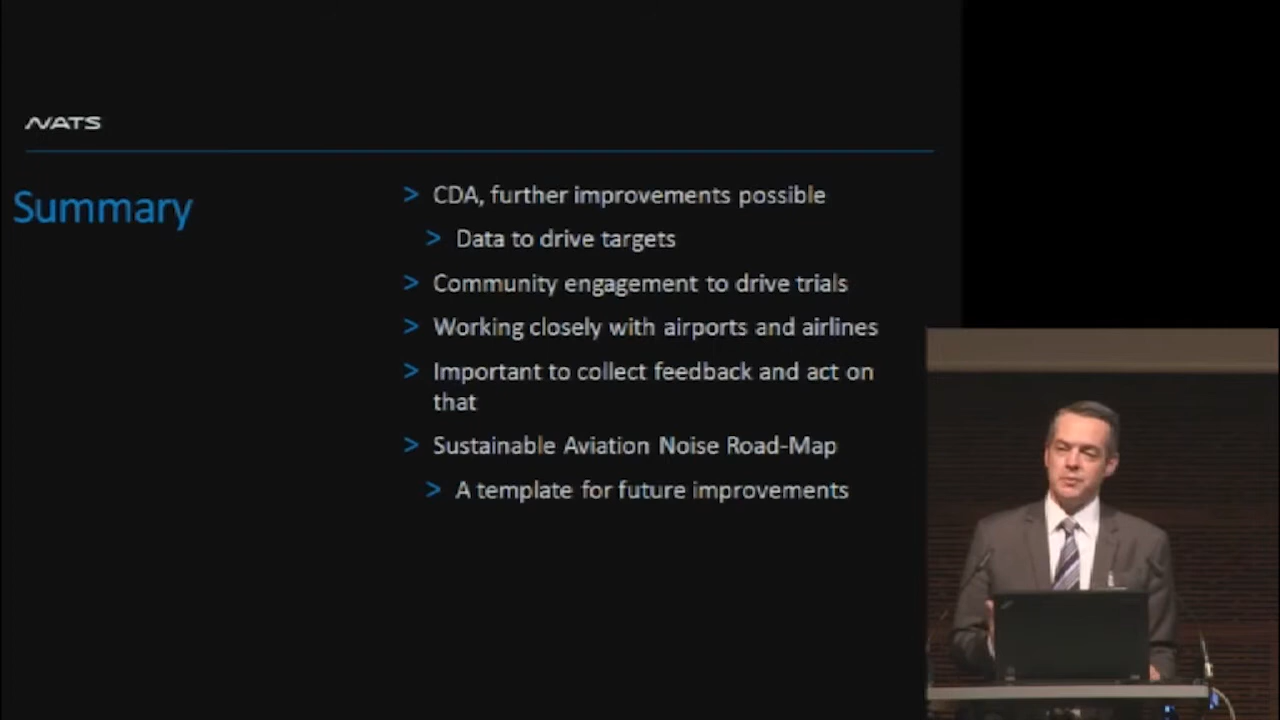 NATS
Summary
> CDA, further improvements possible
> Data to drive targets
> Community engagement to drive trials
> Working closely with airports and airlines
> Important to collect feedback and act on
that
> Sustainable Aviation Noise Road-Map
> A template for future improvements